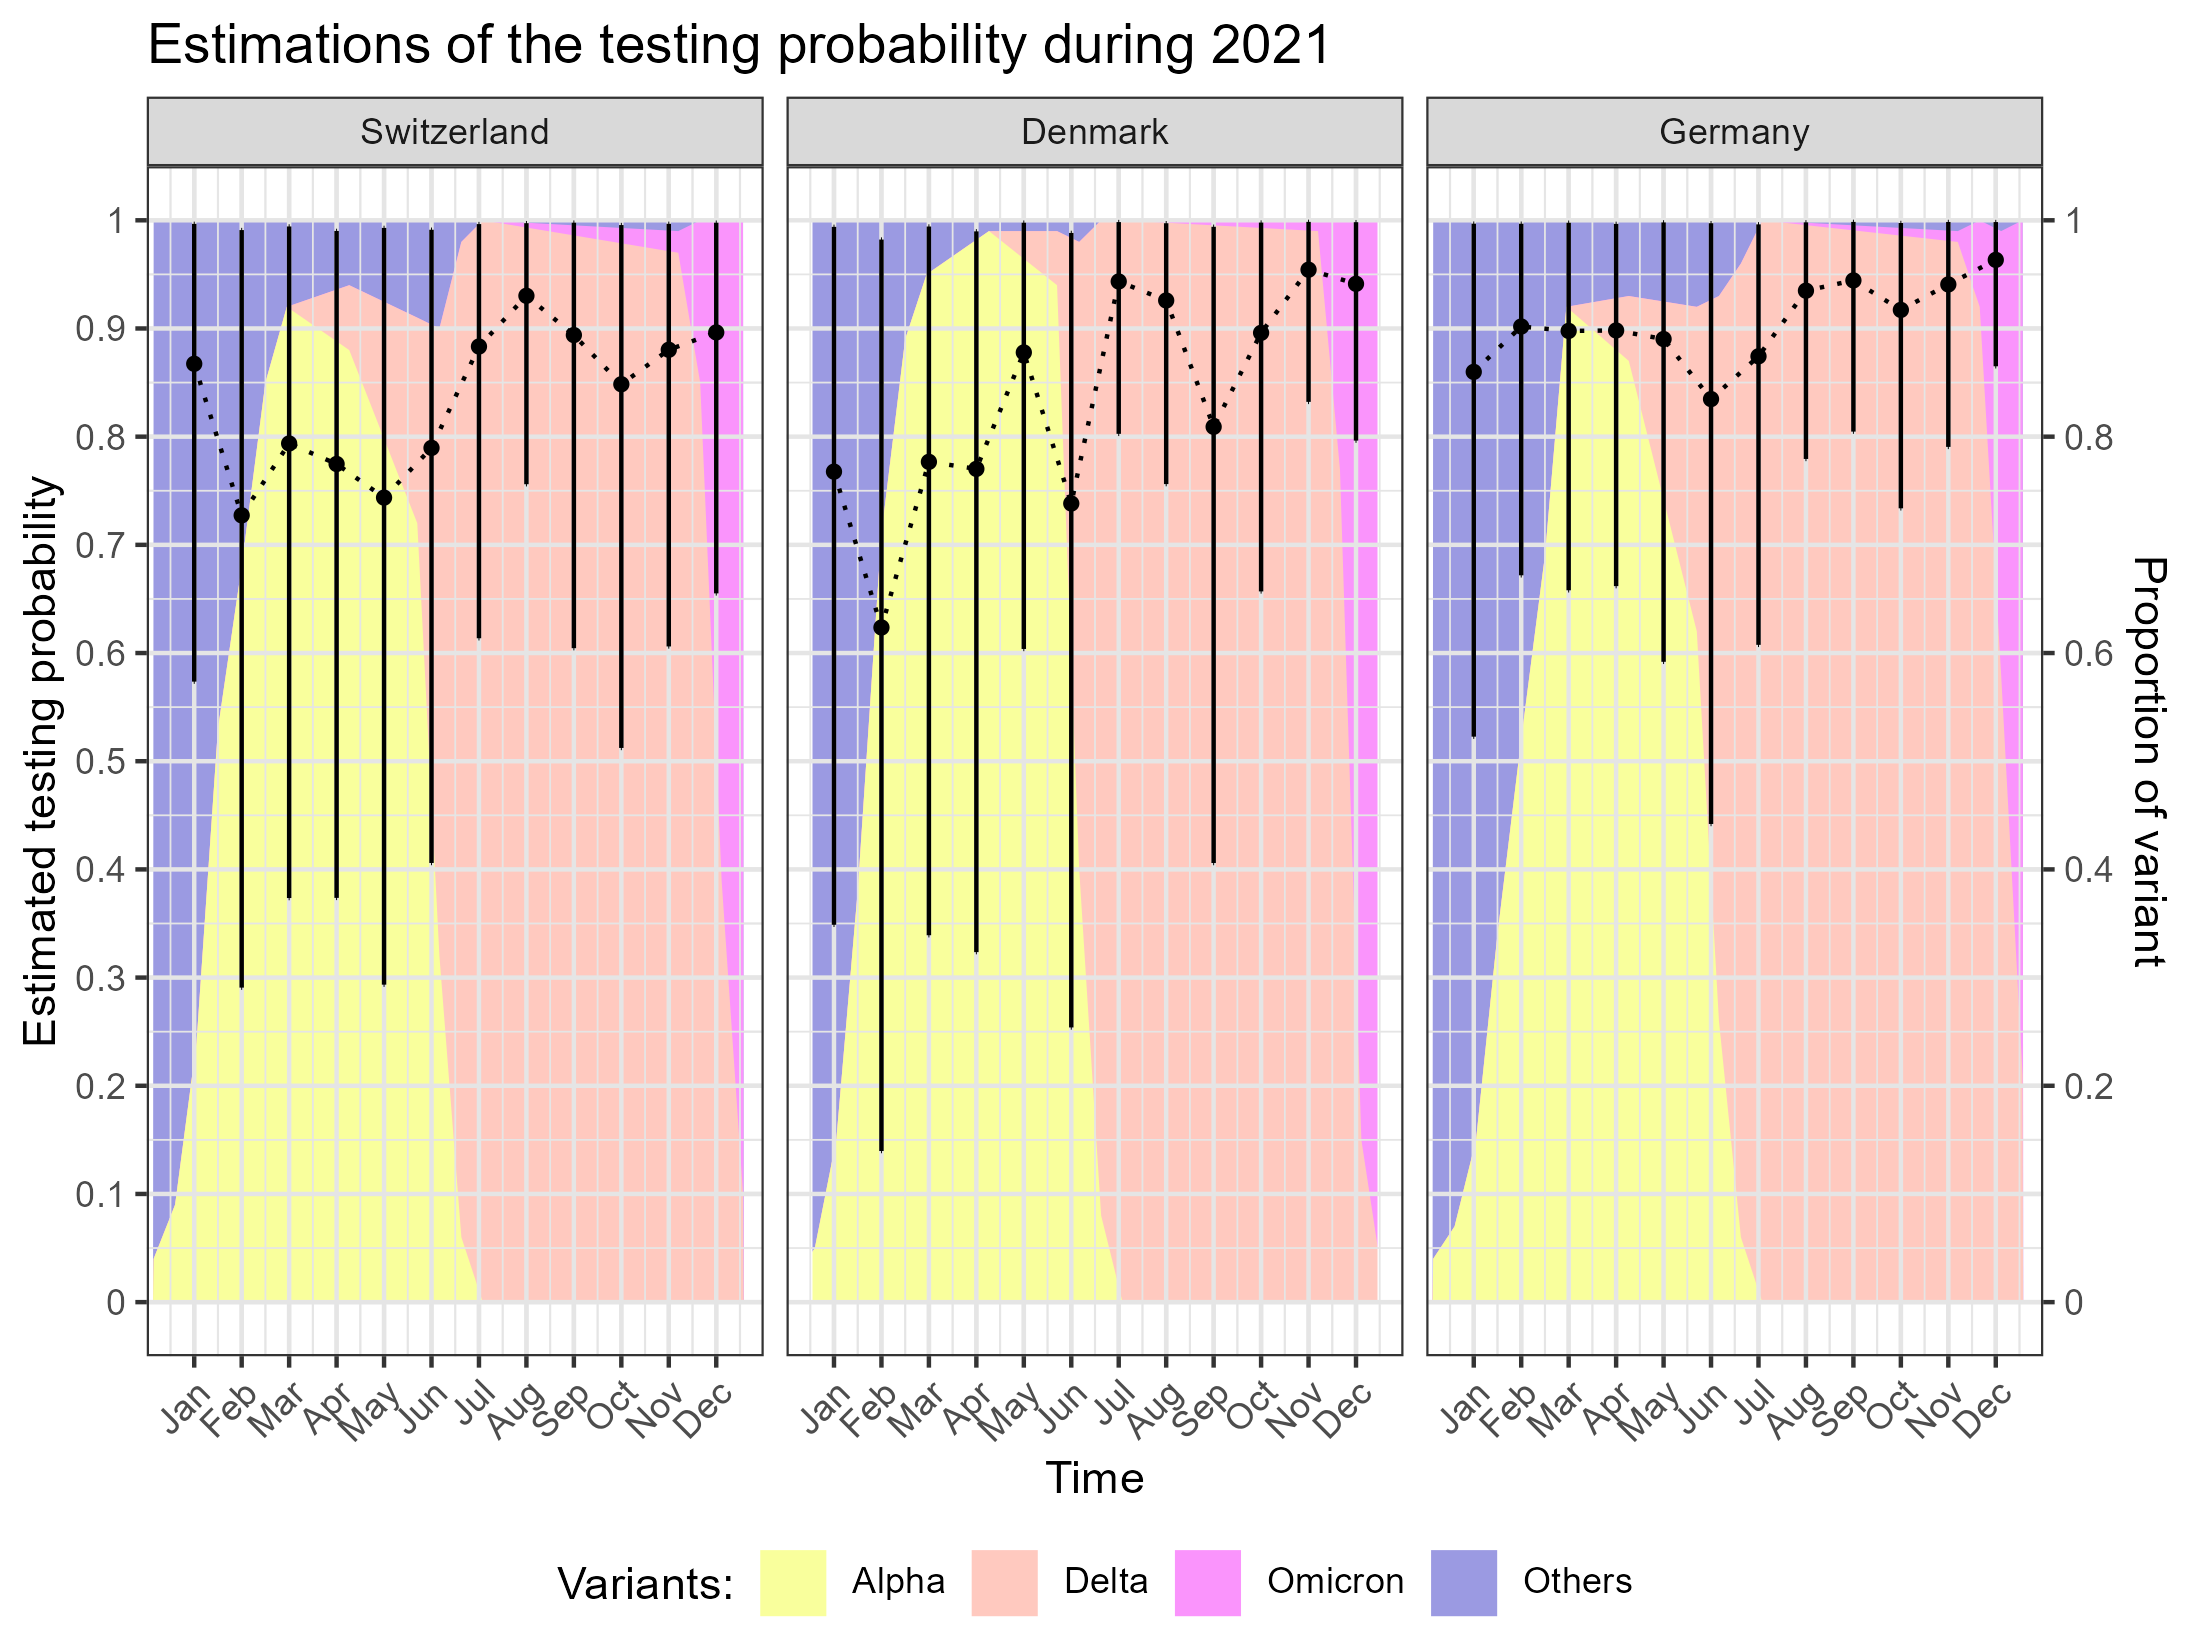 Estimations of the testing probability during 2021
Switzerland
Denmark
Germany
Estimated testing probability
1
0.9
0.8
0.7
0.6
0.5
0.4
0.3
0.2
0.1
0
1
0.8
0.6
0.4
0.2
0
Proportion of variant
Jan Feb Mar Apr May Jun Jul Aug Sep Oct Nov Dec
Jan Feb Mar Apr May Jun Jul Aug Sep Oct Nov Dec
Jan Feb Mar Apr May Jun Jul Aug Sep Oct Nov Dec
Time
Variants: Alpha Delta Omicron Others